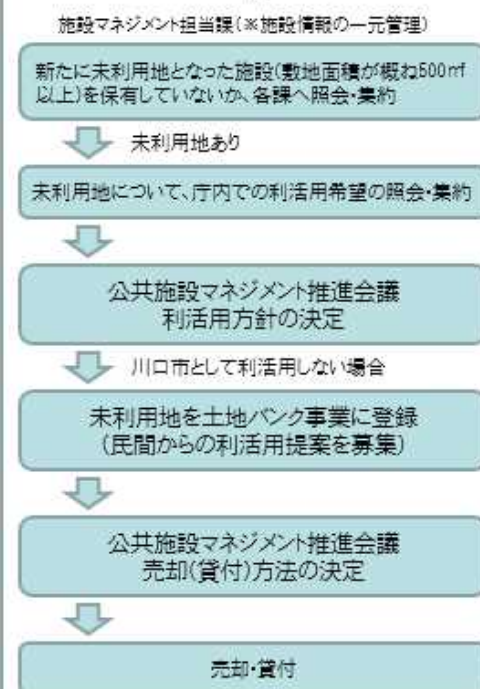 施設マネジメント担当課(※施設情報の一元管理)
新たに未利用地となった施設(敷地面積が概ね500㎡
以上)を保有していないか、各課へ照会・集約
未利用地あり
未利用地について、庁内での利活用希望の照会・集約
公共施設マネジメント推進会議
利活用方針の決定
川口市として利活用しない場合
未利用地を土地バンク事業に登録
(民間からの利活用提案を募集)
公共施設マネジメント推進会議
売却(貸付)方法の決定
売却・貸付